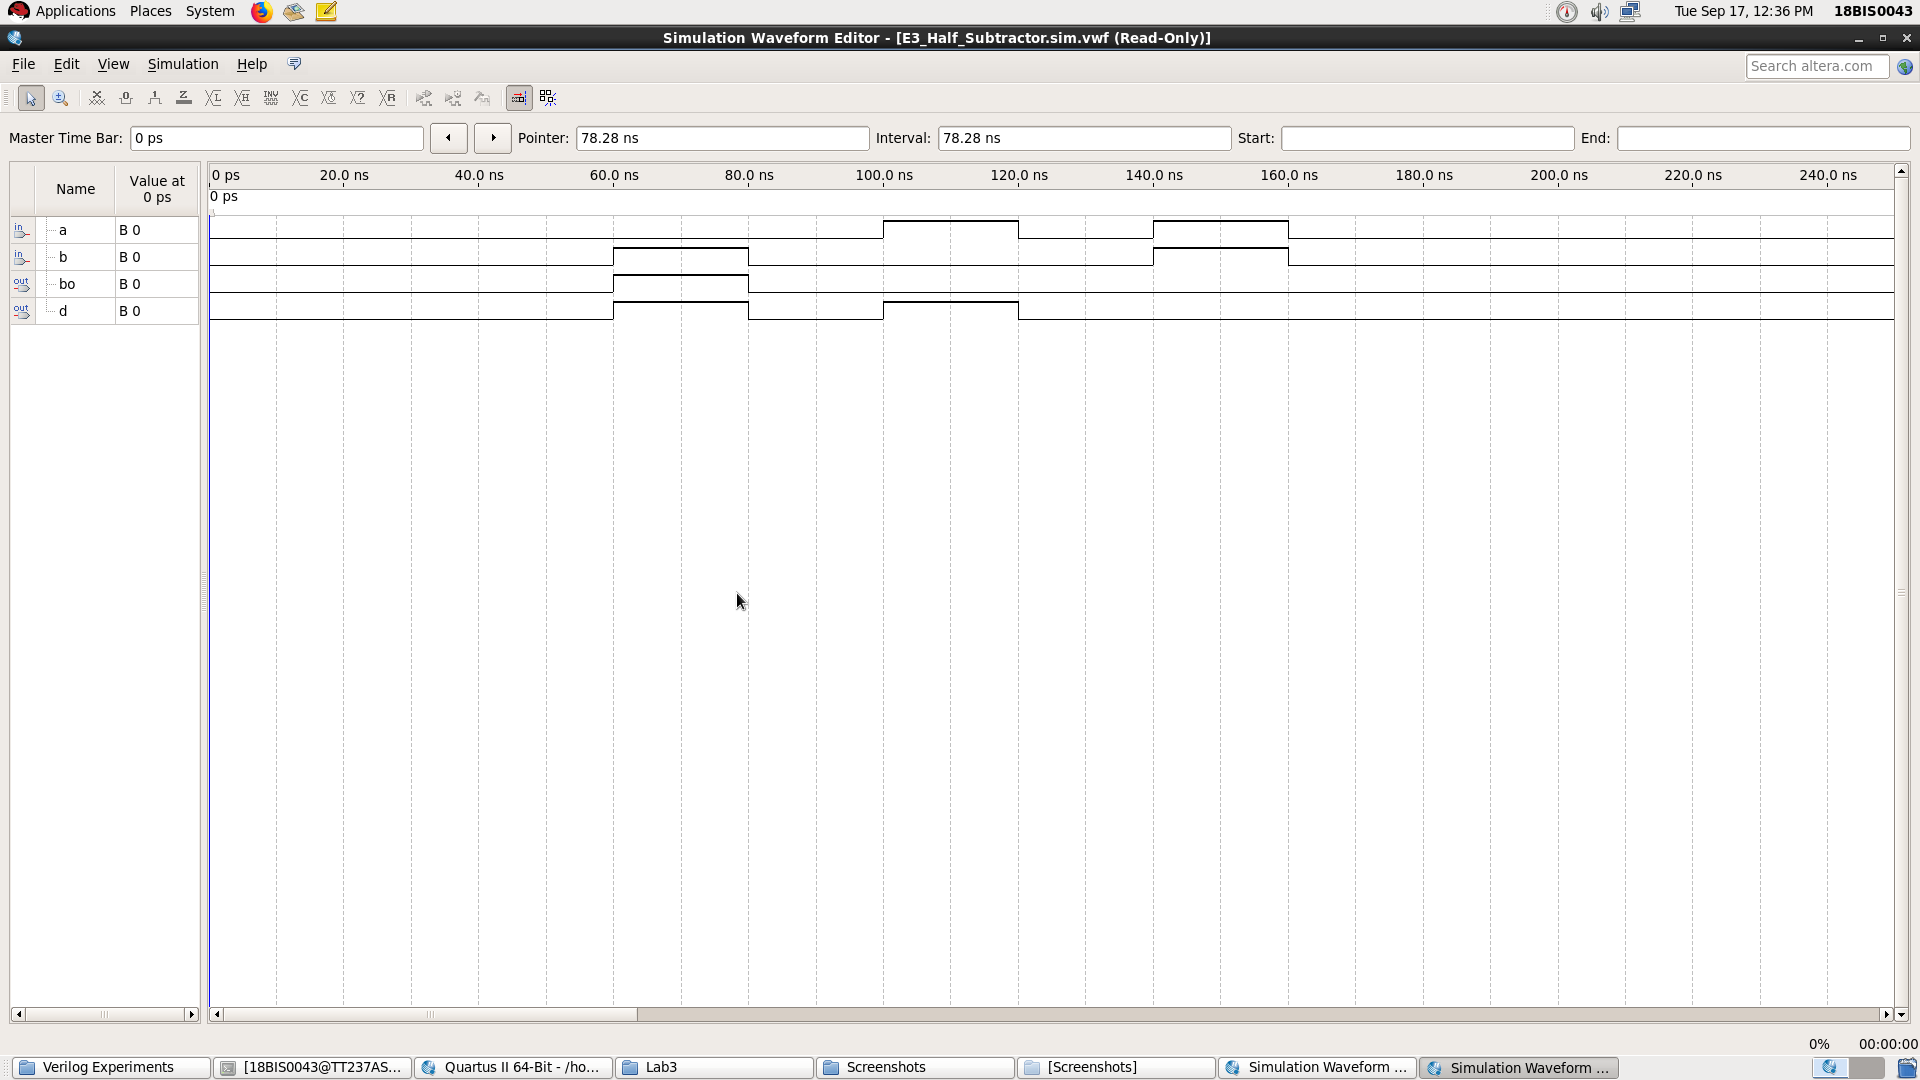 Applications Places System Tue Sep 17, 12:36 PM 18BIS0043
Simulation Waveform Editor - [E3_Half_Subtractor.sim.vwf (Read-Only)]
File Edit View Simulation Help Search altera.com
Master Time Bar: 0 ps Pointer: 78.28 ns Interval: 78.28 ns Start: End:
Name Value at 0 ps
0 ps 20.0 ns 40.0 ns 60.0 ns 80.0 ns 100.0 ns 120.0 ns 140.0 ns 160.0 ns 180.0 ns 200.0 ns 220.0 ns 240.0 ns
0 ps
in a B 0
in b B 0
out bo B 0
out d B 0
0% 00:00:00
Verilog Experiments [18BIS0043@TT237AS... Quartus II 64-Bit - /ho... Lab3 Screenshots [Screenshots] Simulation Waveform ... Simulation Waveform ...